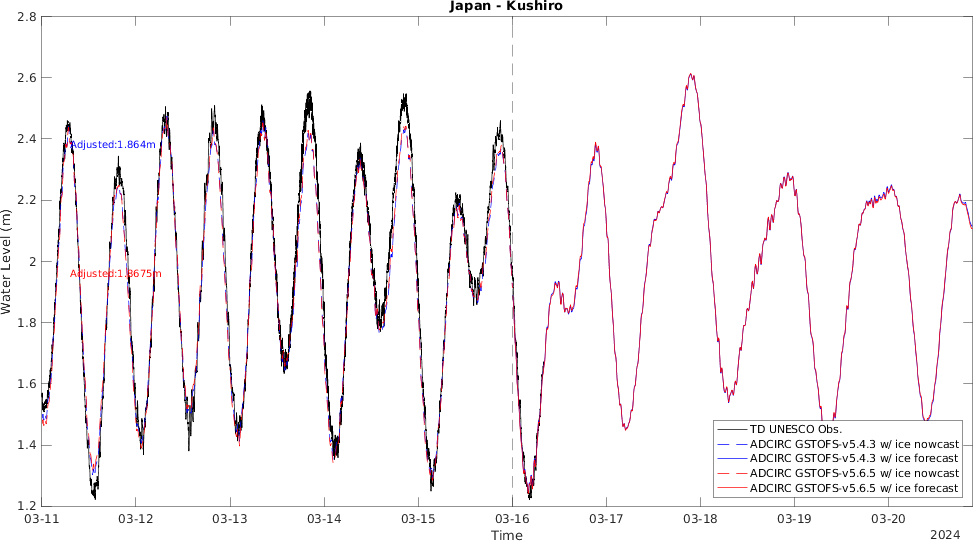 Japan - Kushiro
2.8
2.6
2.4
2.2
2
1.8
1.6
1.4
1.2
Water Level (m)
Adjusted:1.864m
Adjusted:1.8675m
TD UNESCO Obs.
ADCIRC GSTOFS-v5.4.3 w/ ice nowcast
ADCIRC GSTOFS-v5.4.3 w/ ice forecast
ADCIRC GSTOFS-v5.6.5 w/ ice nowcast
ADCIRC GSTOFS-v5.6.5 w/ ice forecast
03-11 03-12 03-13 03-14 03-15 03-16 03-17 03-18 03-19 03-20
Time
2024